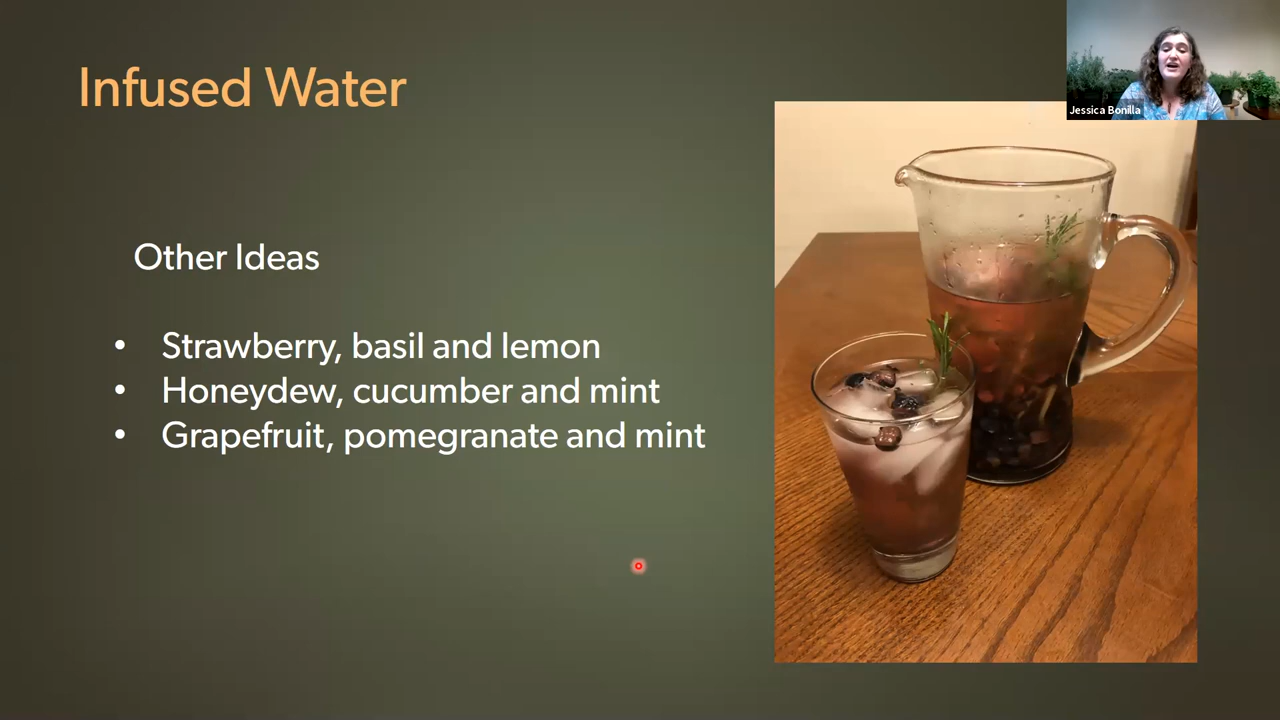 Infused Water
Jessica Bonilla
Other Ideas
• Strawberry, basil and lemon
• Honeydew, cucumber and mint
• Grapefruit, pomegranate and mint